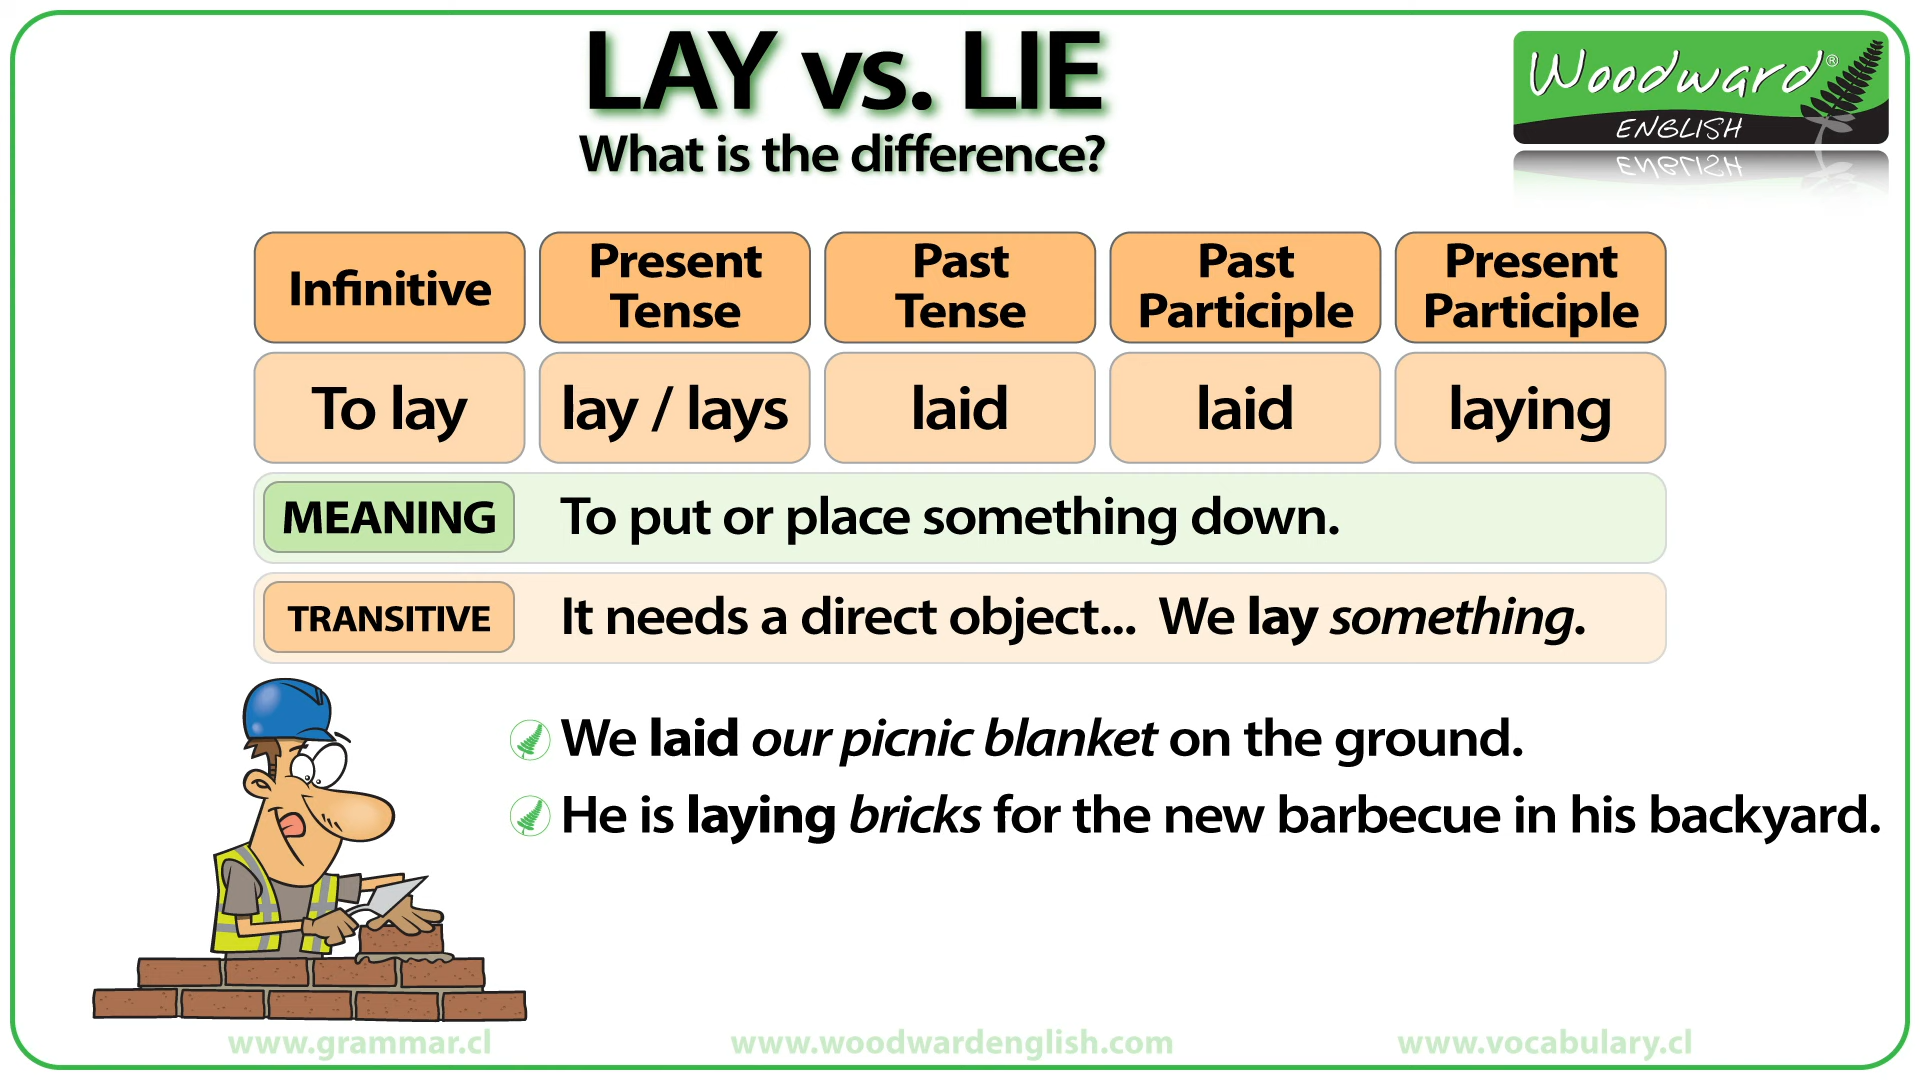 LAY vs. LIE
What is the difference?
Woodward®
ENGLISH
Infinitive
Present Tense
Past Tense
Past Participle
Present Participle
To lay
lay / lays
laid
laid
laying
MEANING To put or place something down.
TRANSITIVE It needs a direct object... We lay something.
We laid our picnic blanket on the ground.
He is laying bricks for the new barbecue in his backyard.
www.grammar.cl
www.woodwardenglish.com
www.vocabulary.cl